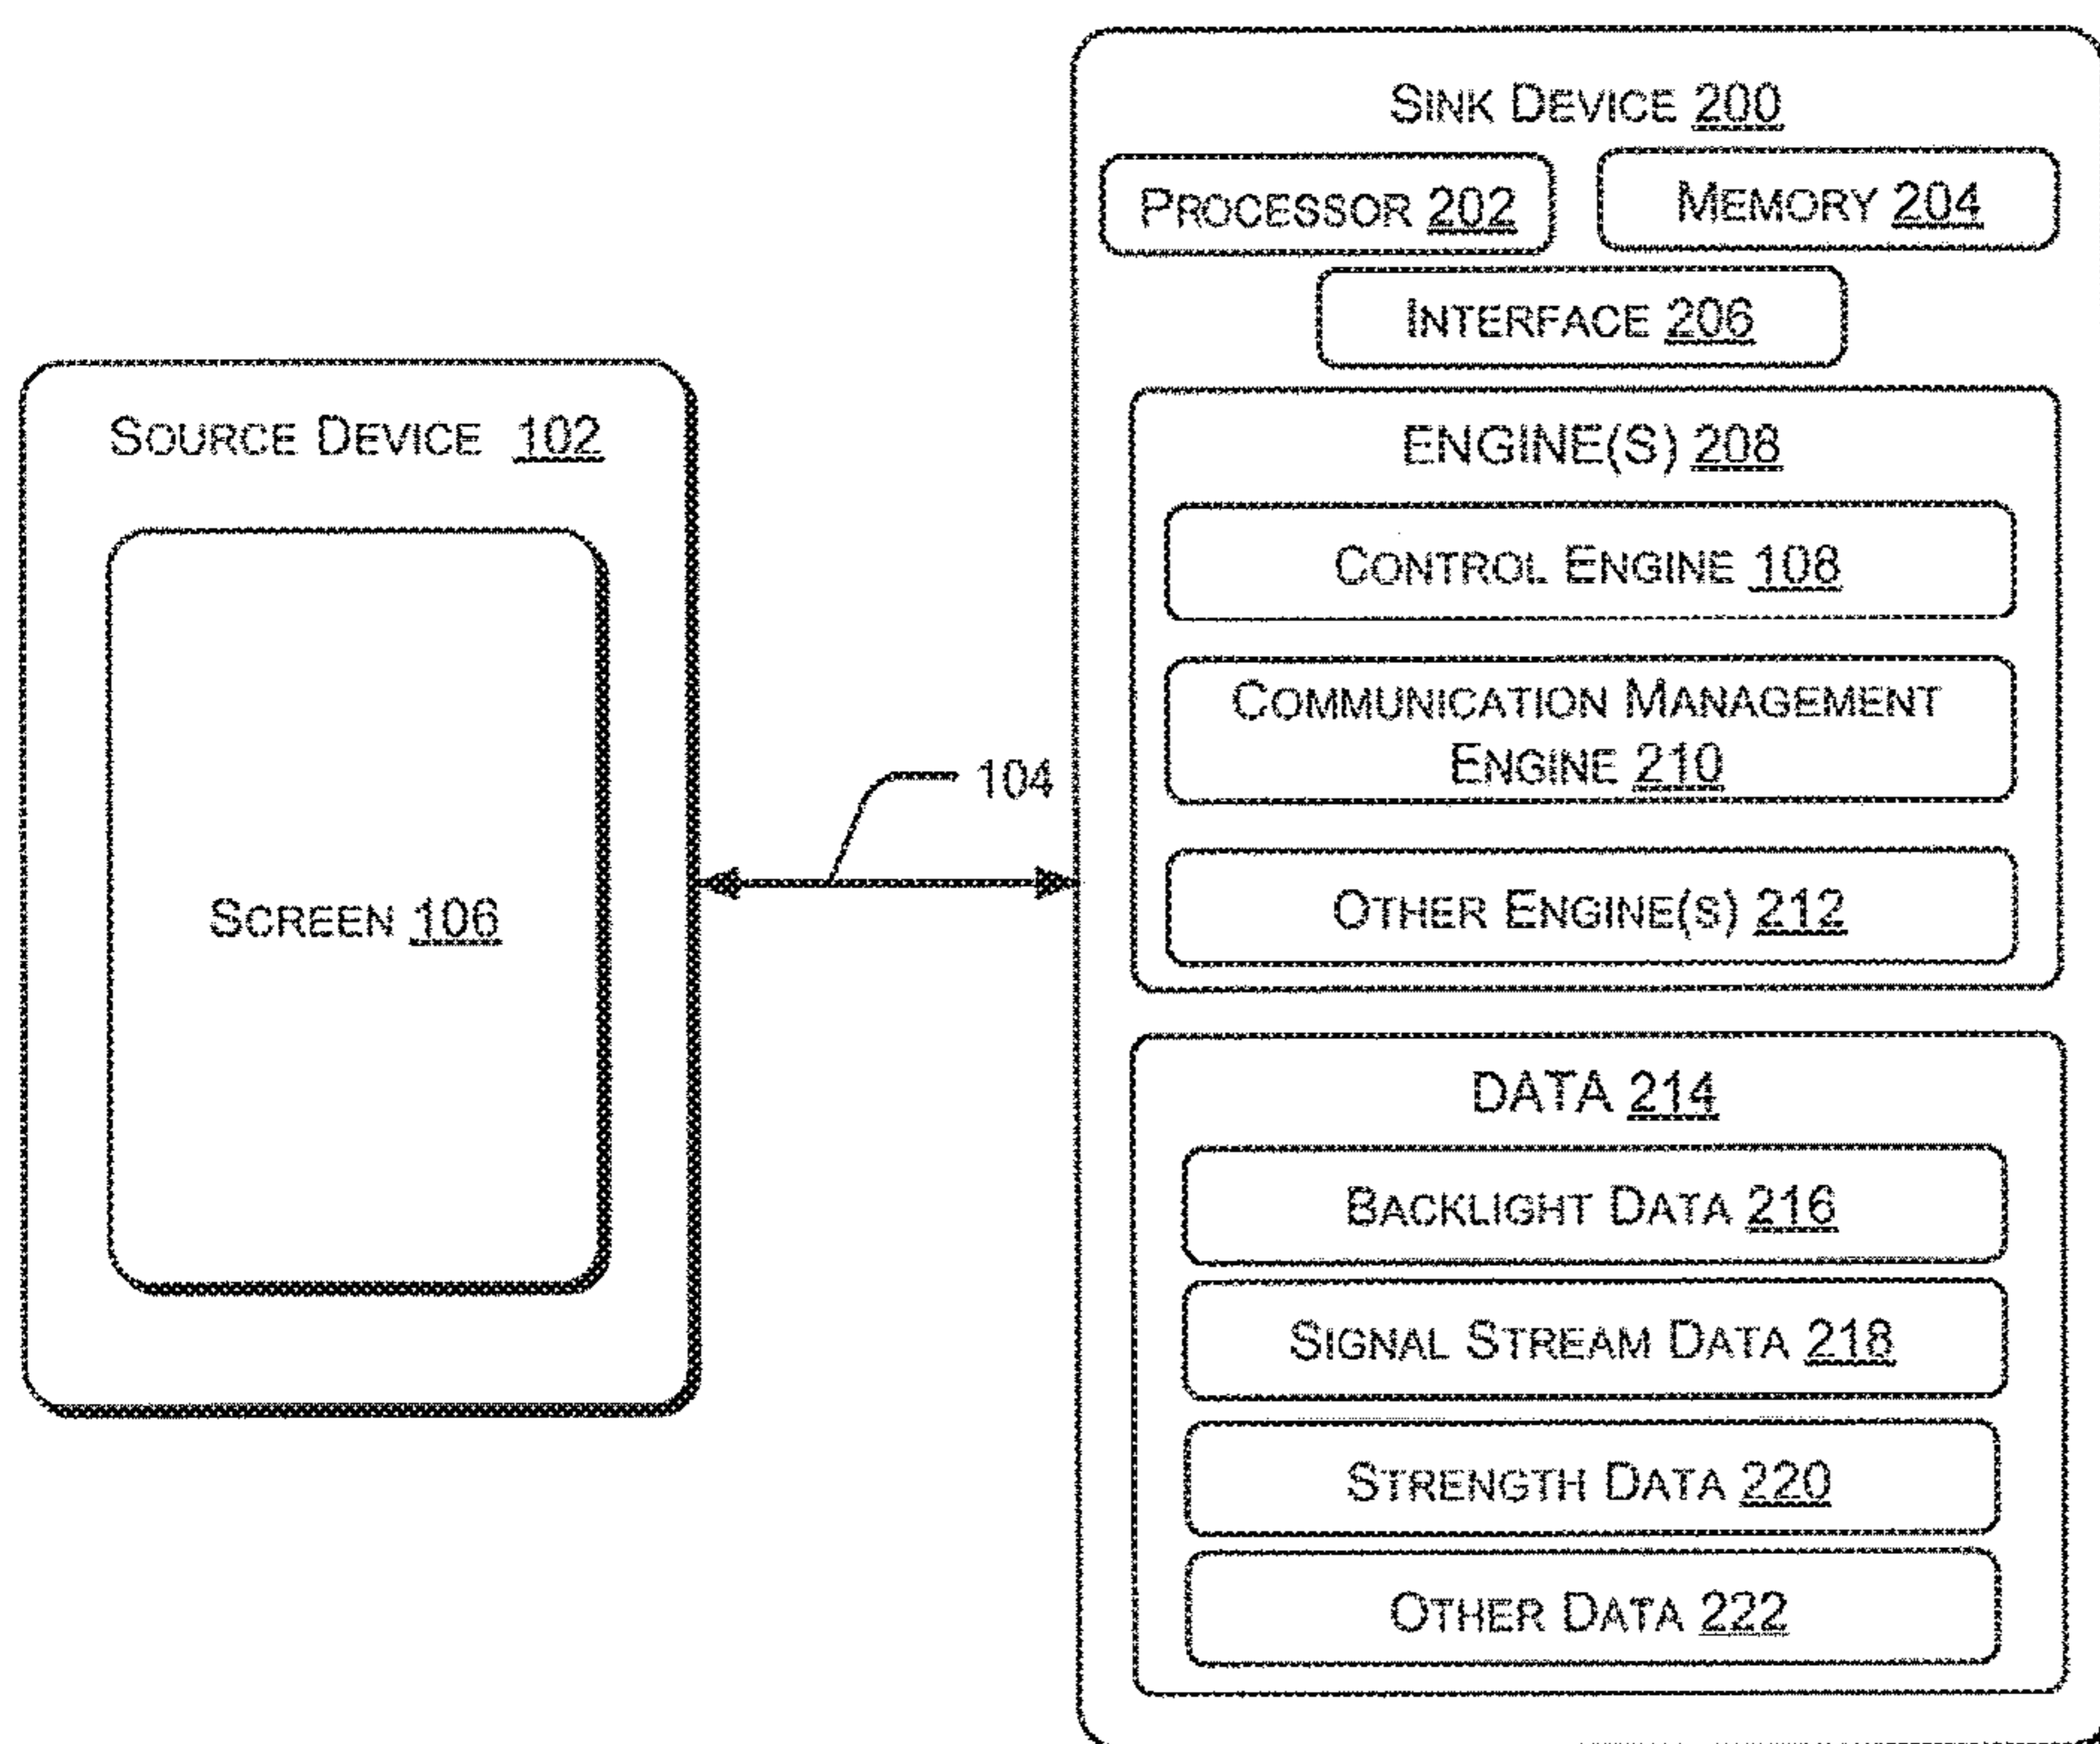 SINK DEVICE 200
PROCESSOR 202
MEMORY 204
INTERFACE 206
SOURCE DEVICE 102
SCREEN 106
104
ENGINE(S) 208
CONTROL ENGINE 108
COMMUNICATION MANAGEMENT
ENGINE 210
OTHER ENGINE(S) 212
DATA 214
BACKLIGHT DATA 216
SIGNAL STREAM DATA 218
STRENGTH DATA 220
OTHER DATA 222